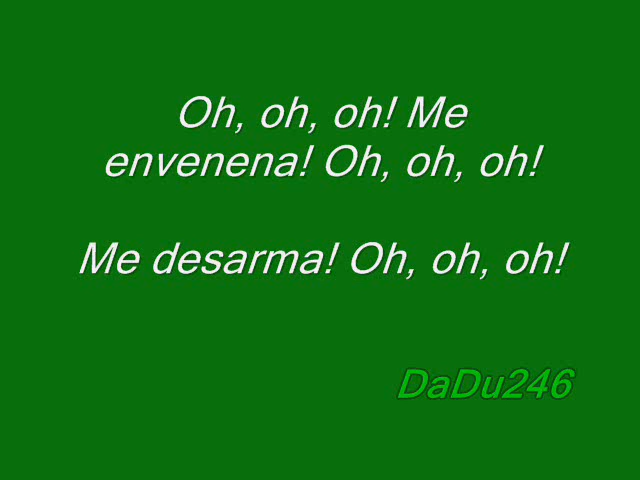 Oh, oh, oh! Me
envenena! Oh, oh, oh!
Me desarma! Oh, oh, oh!
DaDu246